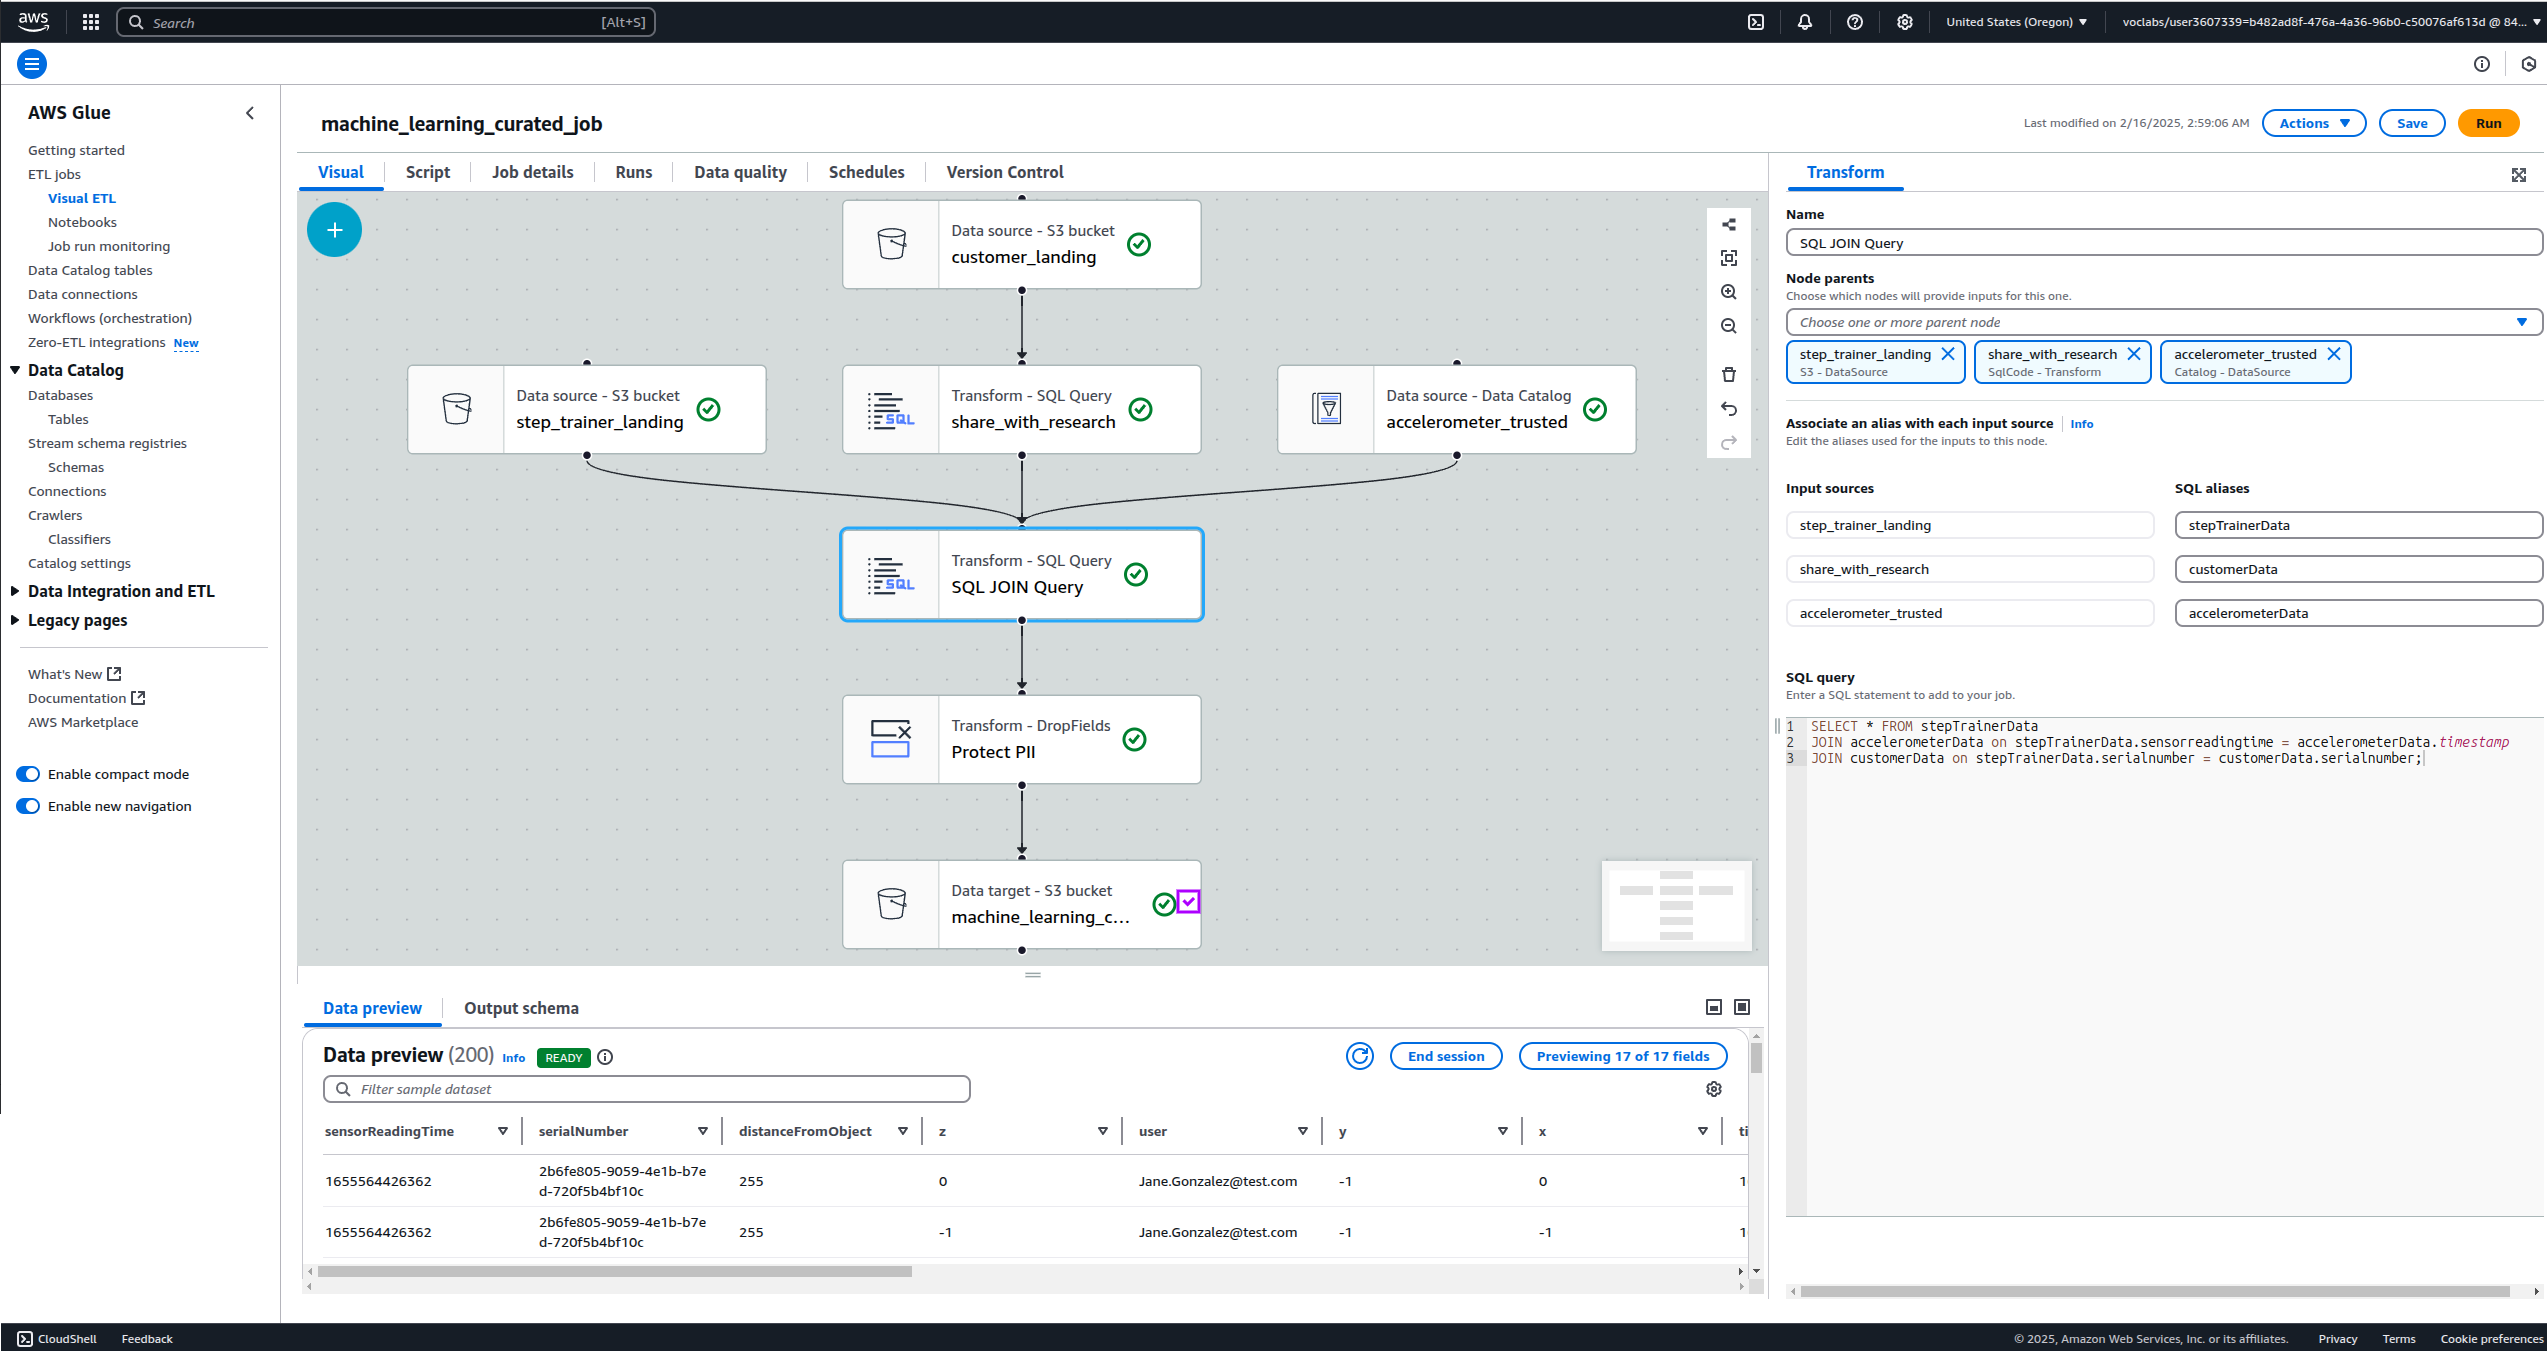 aws
Search
[Alt+S]
United States (Oregon)
voclabs/user3607339=b482ad8f-476a-4a36-96b0-c50076af613d @ 84...
AWS Glue
Getting started
ETL jobs
Visual ETL
Notebooks
Job run monitoring
Data Catalog tables
Data connections
Workflows (orchestration)
Zero-ETL integrations New
Data Catalog
Databases
Tables
Stream schema registries
Schemas
Connections
Crawlers
Classifiers
Catalog settings
Data Integration and ETL
Legacy pages
What's New
Documentation
AWS Marketplace
Enable compact mode
Enable new navigation
machine_learning_curated_job
Last modified on 2/16/2025, 2:59:06 AM
Actions
Save
Run
Visual
Script
Job details
Runs
Data quality
Schedules
Version Control
Data source - S3 bucket
customer_landing
Data source - S3 bucket
step_trainer_landing
Transform - SQL Query
share_with_research
Data source - Data Catalog
accelerometer_trusted
Transform - SQL Query
SQL JOIN Query
Transform - DropFields
Protect PII
Data target - S3 bucket
machine_learning_c...
SQL
SQL
Transform
Name
SQL JOIN Query
Node parents
Choose which nodes will provide inputs for this one.
Choose one or more parent node
step_trainer_landing
S3 - DataSource
share_with_research
SqlCode - Transform
accelerometer_trusted
Catalog - DataSource
Associate an alias with each input source Info
Edit the aliases used for the inputs to this node.
Input sources
SQL aliases
step_trainer_landing
stepTrainerData
share_with_research
customerData
accelerometer_trusted
accelerometerData
SQL query
Enter a SQL statement to add to your job.
1 SELECT * FROM stepTrainerData
2 JOIN accelerometerData on stepTrainerData.sensorreadingtime = accelerometerData.timestamp
3 JOIN customerData on stepTrainerData.serialnumber = customerData.serialnumber;
Data preview
Output schema
Data preview (200) Info READY
End session
Previewing 17 of 17 fields
Filter sample dataset
sensorReadingTime serialNumber distanceFromObject z user y x ti
1655564426362 2b6fe805-9059-4e1b-b7e 255 0 Jane.Gonzalez@test.com -1 0 1
d-720f5b4bf10c
1655564426362 2b6fe805-9059-4e1b-b7e 255 -1 Jane.Gonzalez@test.com -1 -1 1
d-720f5b4bf10c
CloudShell
Feedback
© 2025, Amazon Web Services, Inc. or its affiliates.
Privacy
Terms
Cookie preferences